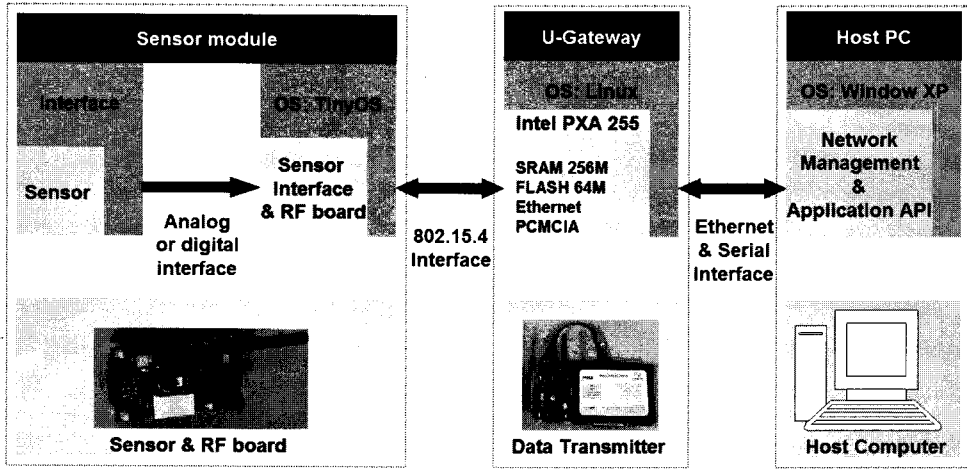 Sensor module
Interface
OS: TinyOS
Sensor
Sensor
Interface
& RF board
Analog
or digital
interface
802.15.4
Interface
U-Gateway
OS: Linux
Intel PXA 255
SRAM 256M
FLASH 64M
Ethernet
PCMCIA
Ethernet
& Serial
Interface
Host PC
OS: Window XP
Network
Management
&
Application API
Sensor & RF board
Data Transmitter
Host Computer